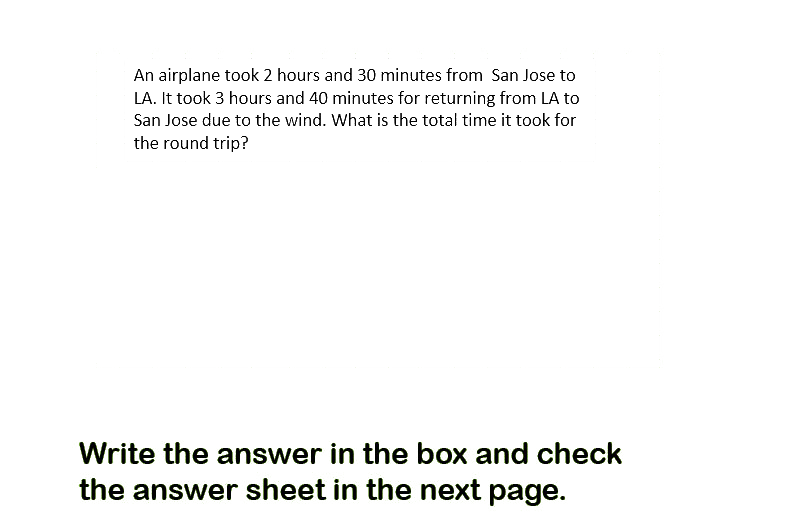 An airplane took 2 hours and 30 minutes from  San Jose to
LA. It took 3 hours and 40 minutes for returning from LA to
San Jose due to the wind. What is the total time it took for
the round trip?
Write the answer in the box and check
the answer sheet in the next page.